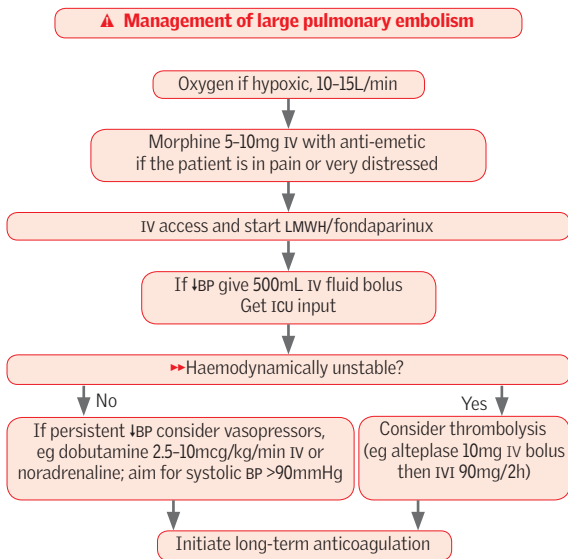 ⚠ Management of large pulmonary embolism
Oxygen if hypoxic, 10–15L/min
Morphine 5–10mg IV with anti-emetic
if the patient is in pain or very distressed
IV access and start LMWH/fondaparinux
If ↓BP give 500mL IV fluid bolus
Get ICU input
▸▸Haemodynamically unstable?
No
Yes
If persistent ↓BP consider vasopressors,
eg dobutamine 2.5–10mcg/kg/min IV or
noradrenaline; aim for systolic BP >90mmHg
Consider thrombolysis
(eg alteplase 10mg IV bolus
then IVI 90mg/2h)
Initiate long-term anticoagulation